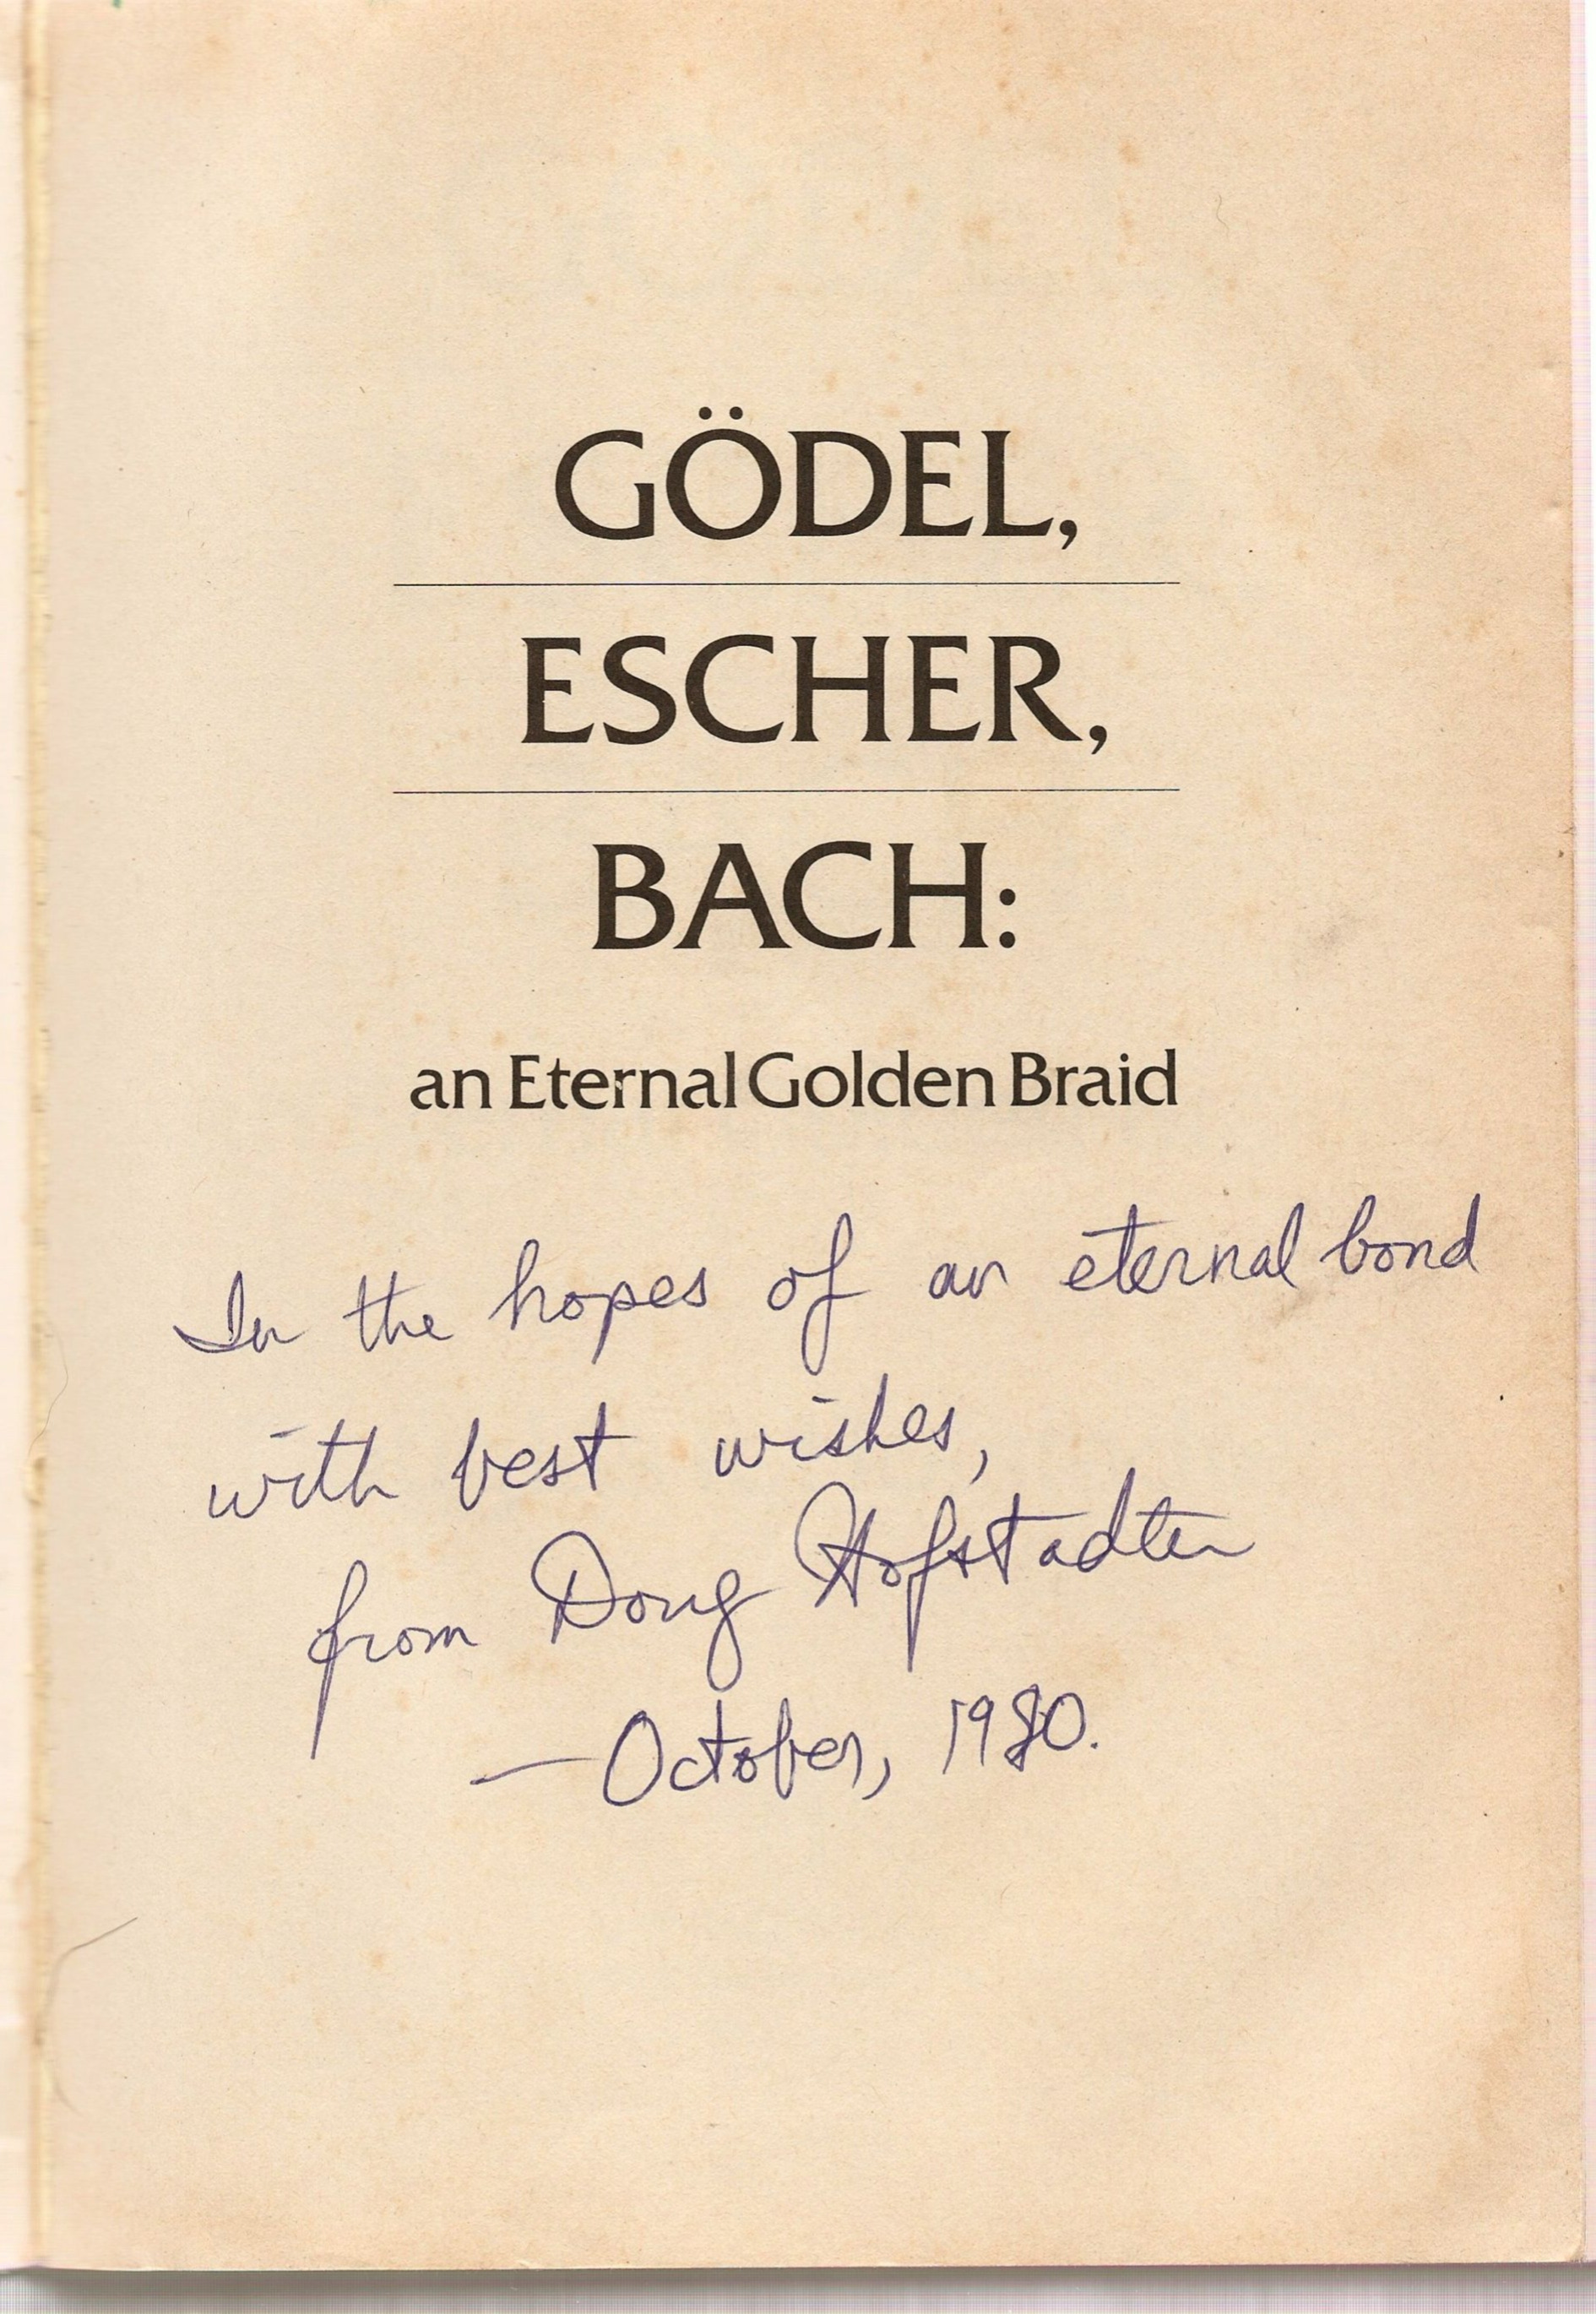 GÖDEL,
ESCHER,
BACH:
an Eternal Golden Braid
In the hopes of an eternal bond
with best wishes,
from Doug Hofstadter
—October, 1980.